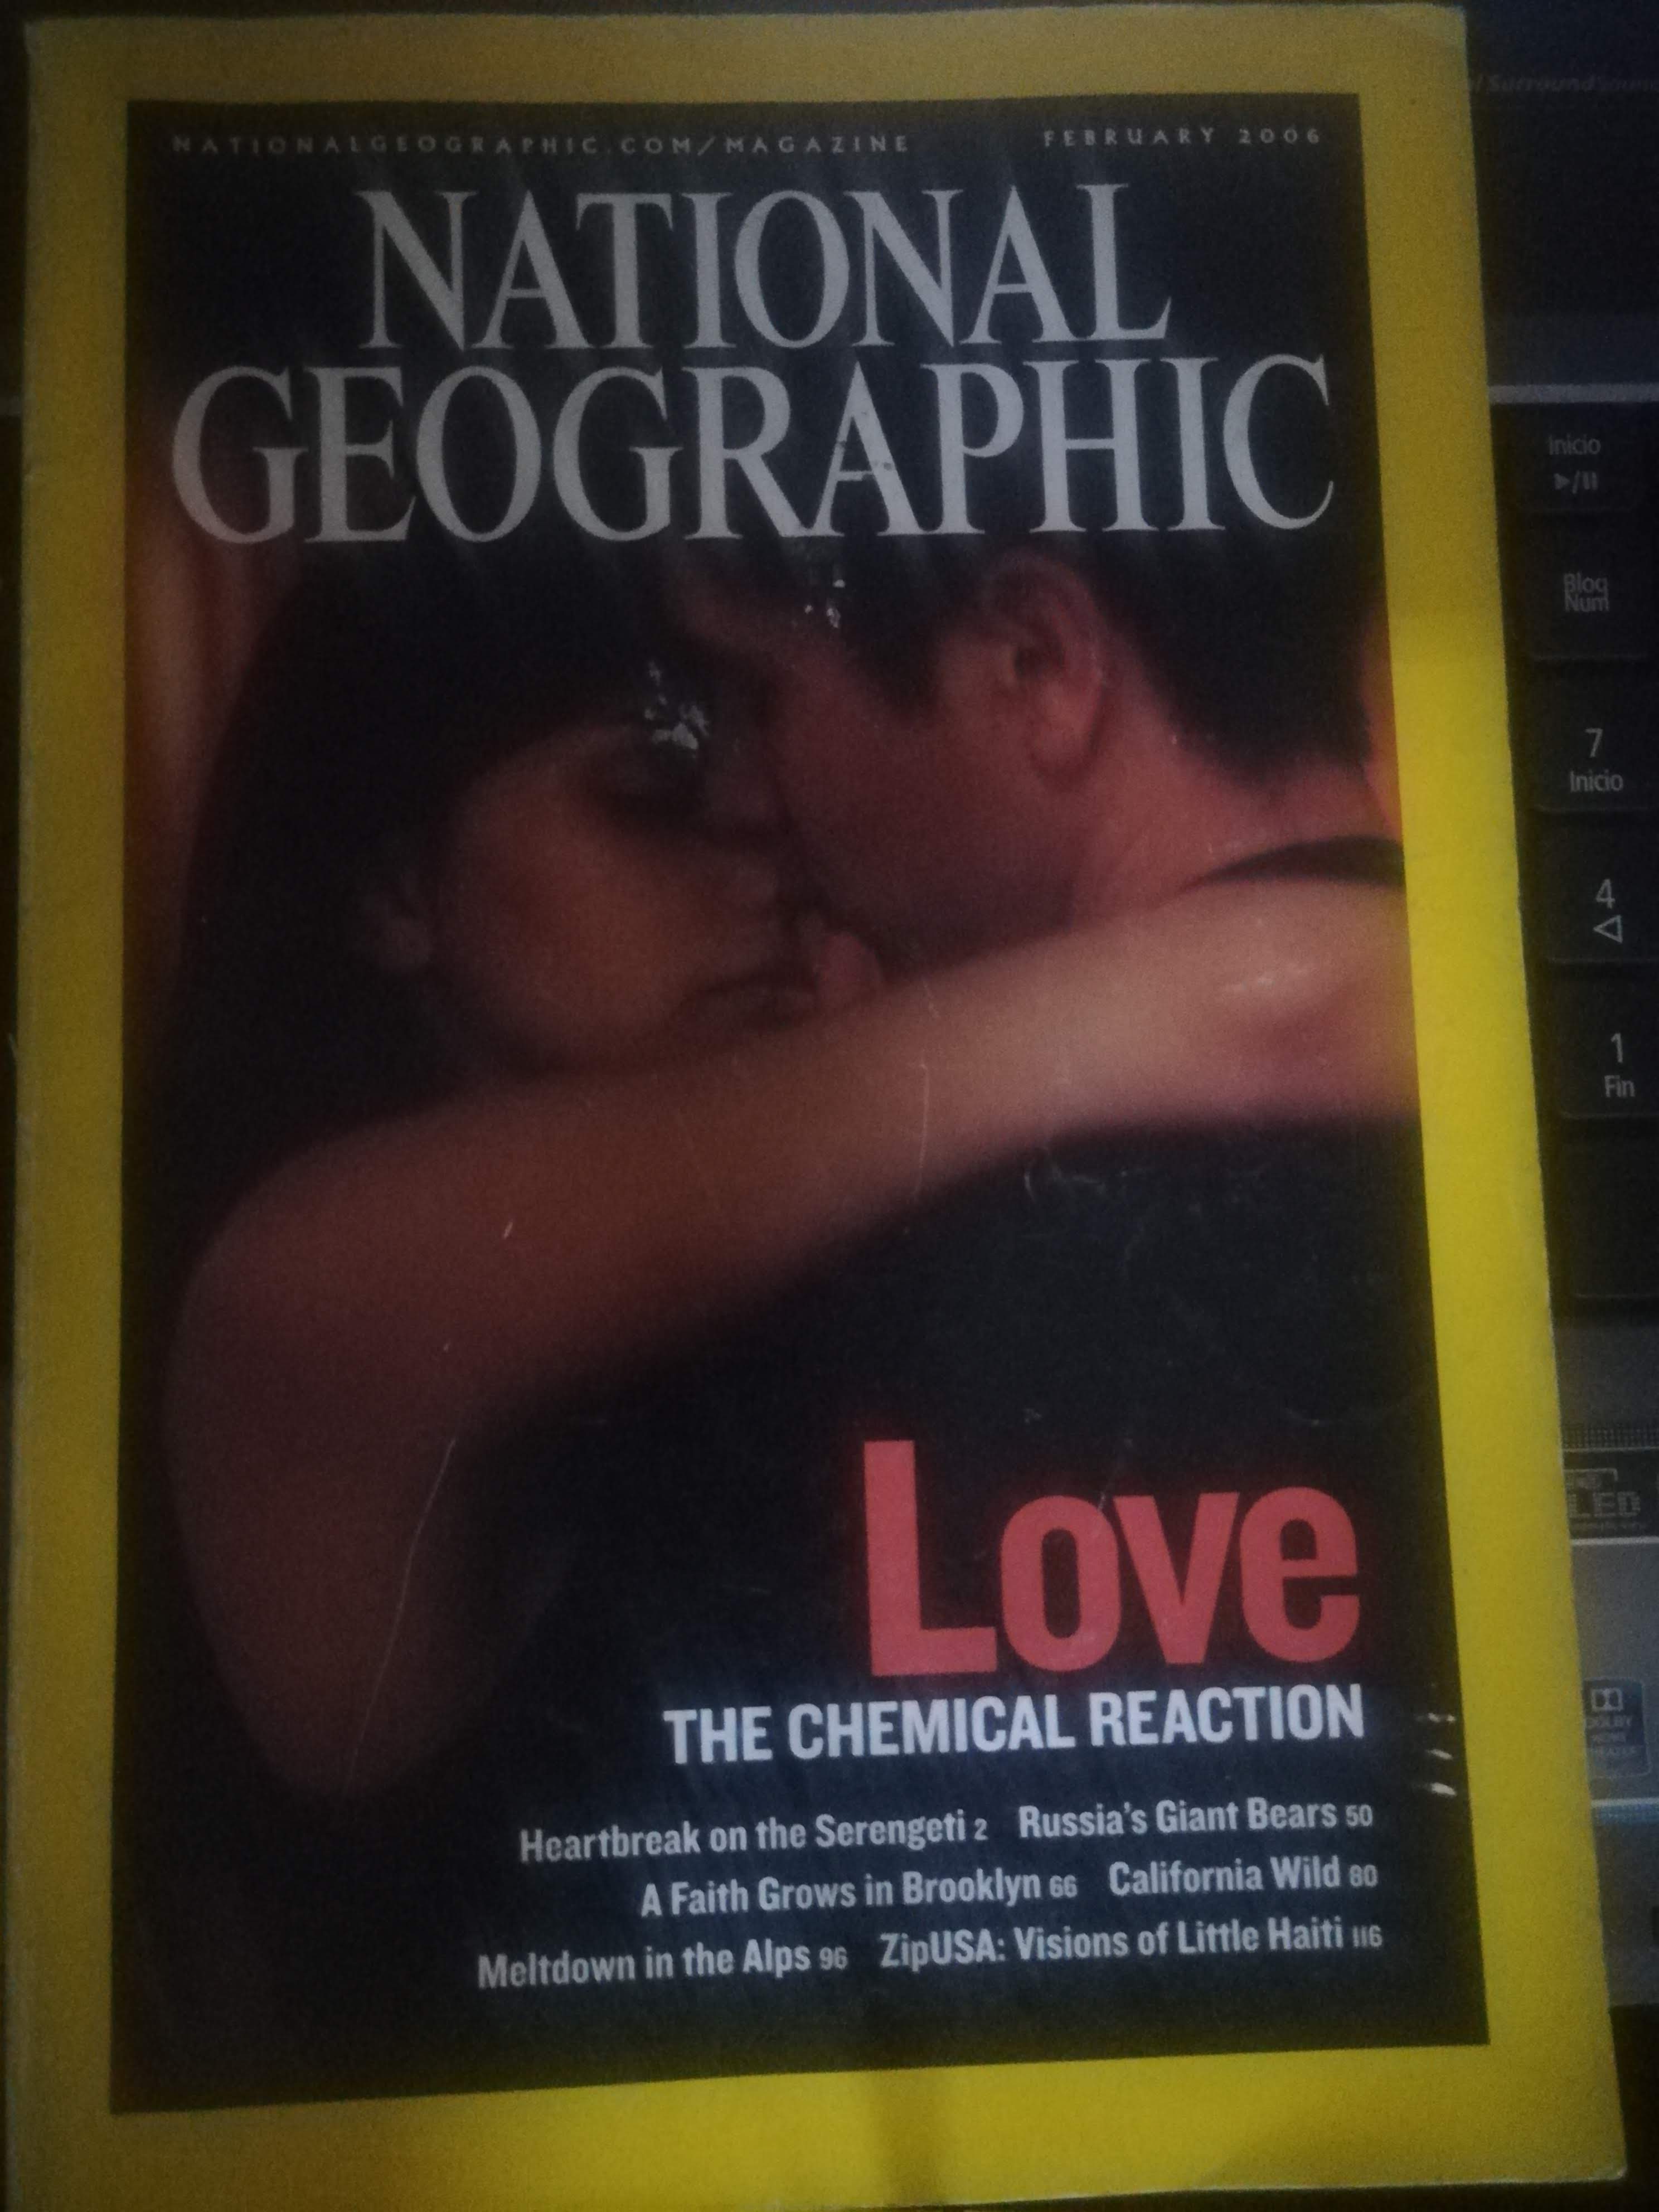 NATIONALGEOGRAPHIC.COM/MAGAZINE FEBRUARY 2006
NATIONAL
GEOGRAPHIC
Love
THE CHEMICAL REACTION
Heartbreak on the Serengeti 2 Russia's Giant Bears 50
A Faith Grows in Brooklyn 66 California Wild 80
Meltdown in the Alps 96 ZipUSA: Visions of Little Haiti 116
Surround
Inicio
Bloq
Num
7
Inicio
4
1
Fin
LED